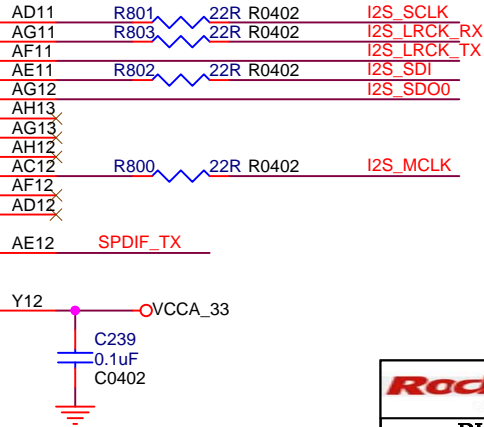 AD11 R801 22R R0402 I2S_SCLK
AG11 R803 22R R0402 I2S_LRCK_RX
AF11 I2S_LRCK_TX
AE11 R802 22R R0402 I2S_SDI
AG12 I2S_SDO0
AH13
AG13
AH12
AC12 R800 22R R0402 I2S_MCLK
AF12
AD12
AE12 SPDIF_TX
Y12 VCCA_33
C239
0.1uF
C0402